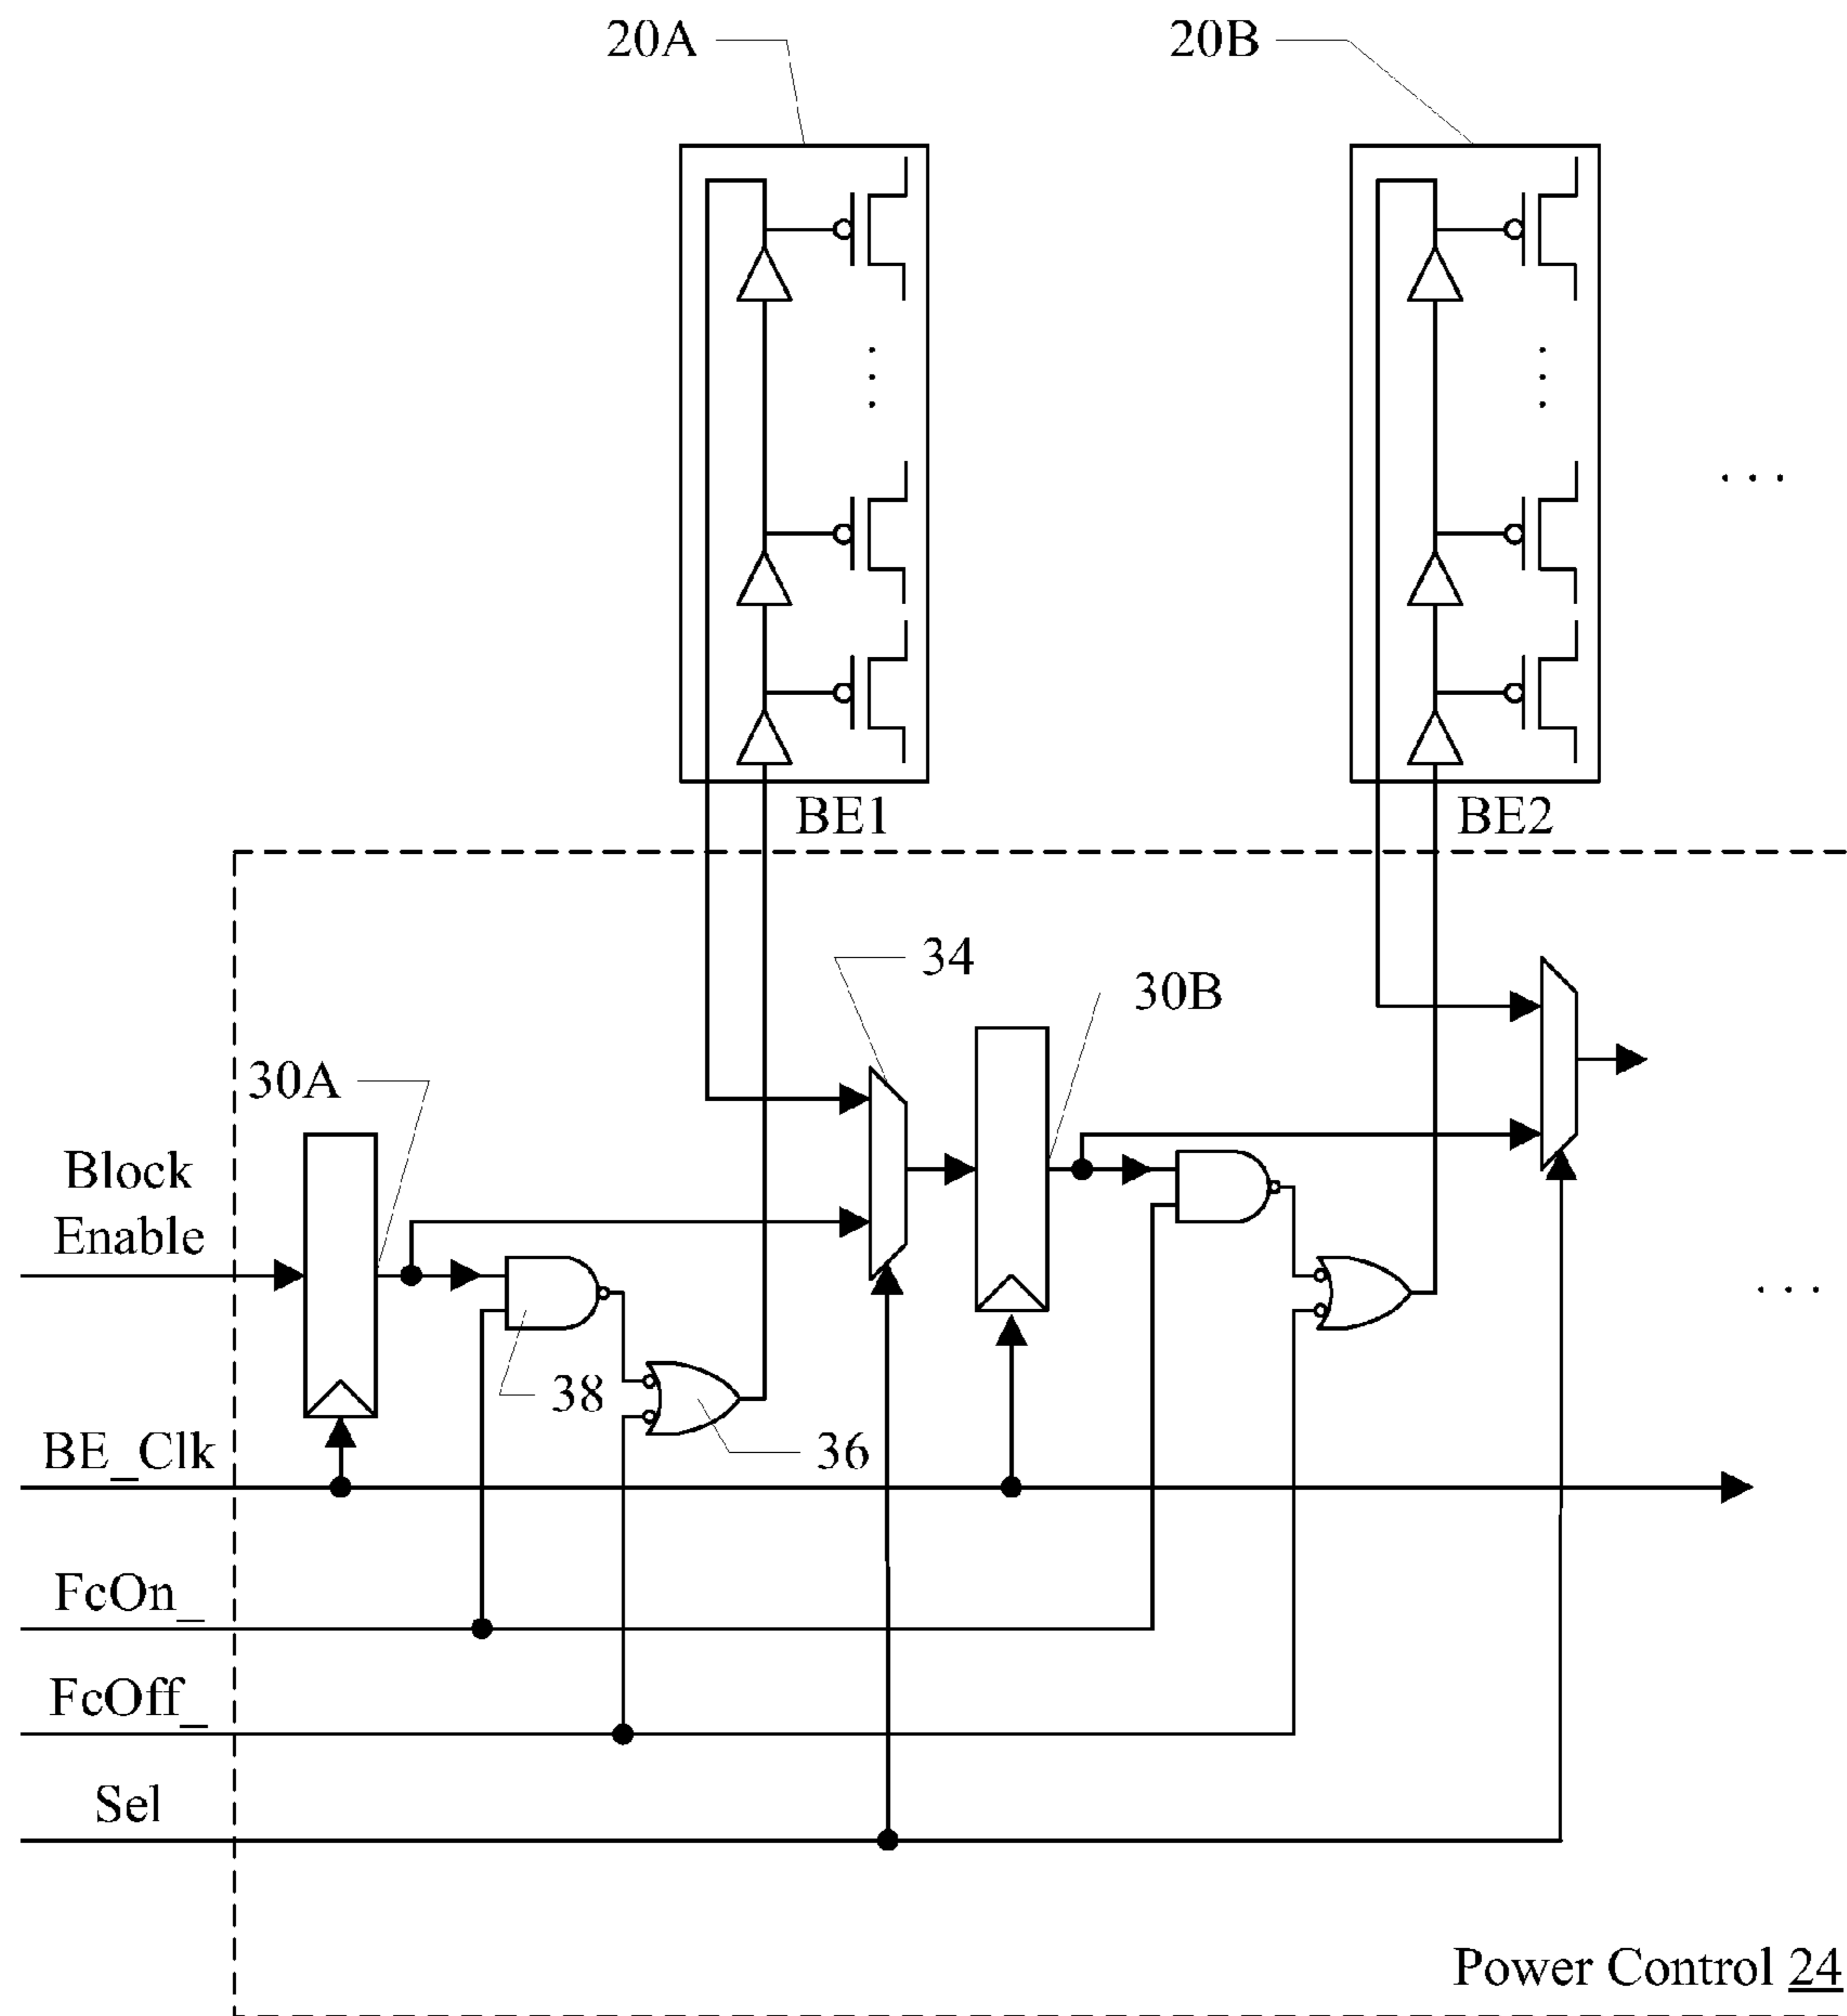 20A
20B
BE1
BE2
34
30B
30A
Block
Enable
38
36
BE_Clk
FcOn_
FcOff_
Sel
Power Control 24